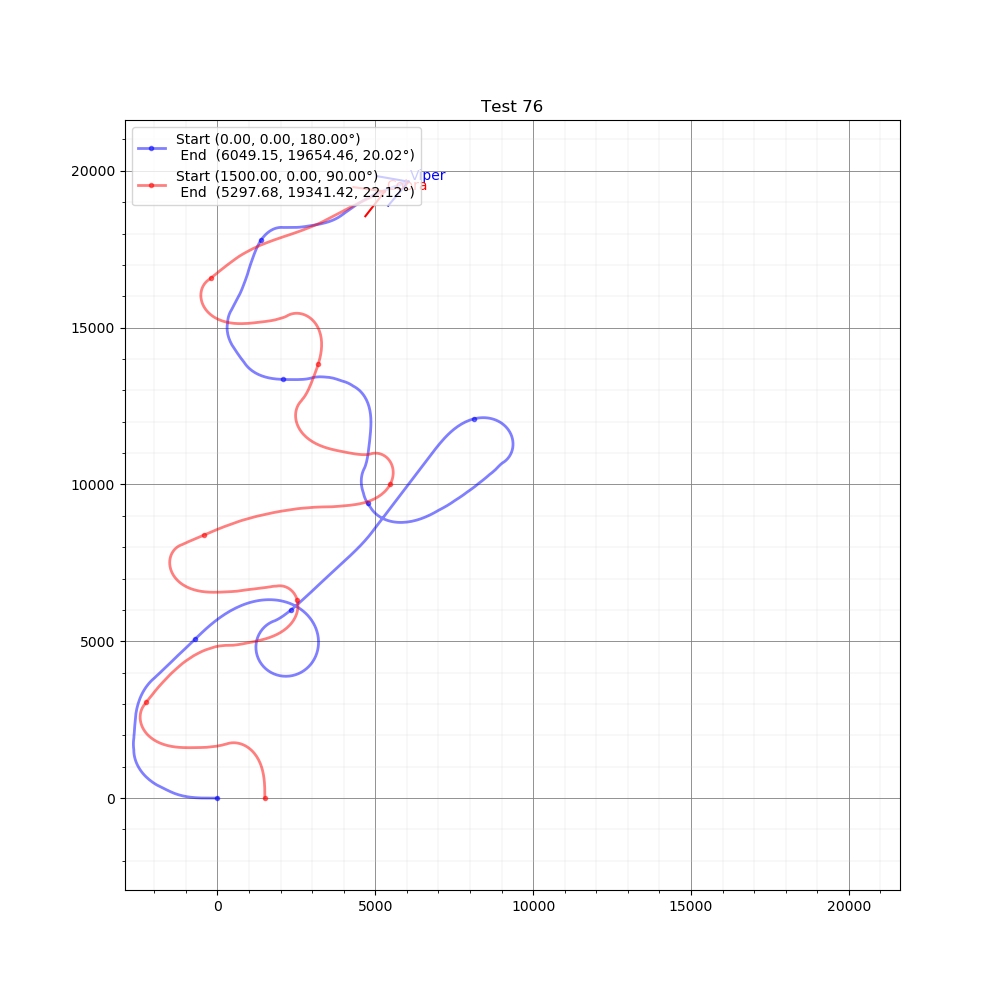 Test 76
Start (0.00, 0.00, 180.00°)
End (6049.15, 19654.46, 20.02°)
Start (1500.00, 0.00, 90.00°)
End (5297.68, 19341.42, 22.12°)
Viper
20000
15000
10000
5000
0
0 5000 10000 15000 20000